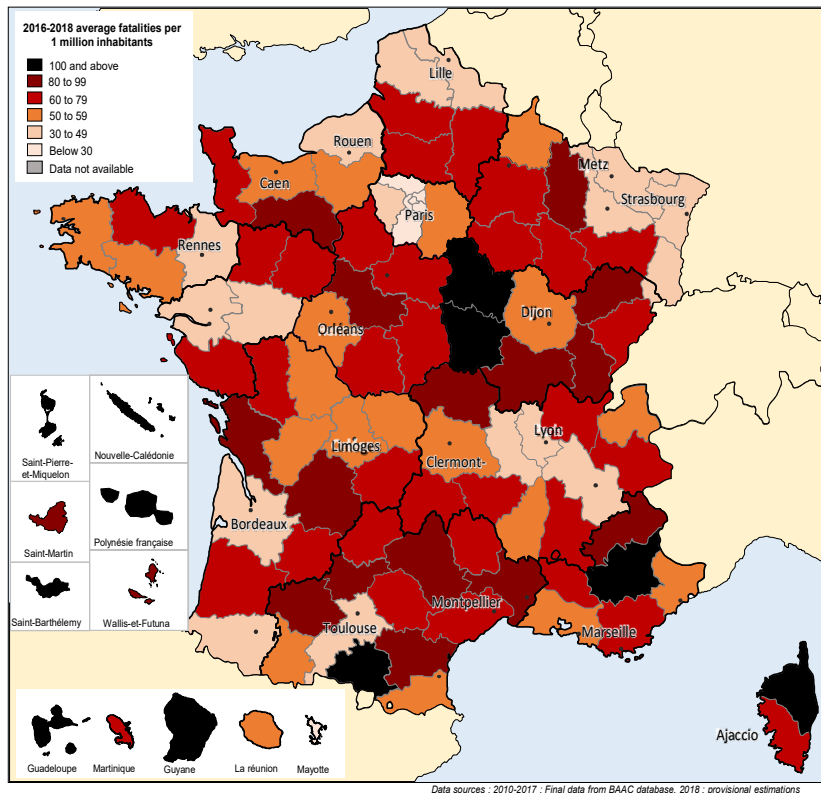 2016-2018 average fatalities per
1 million inhabitants
100 and above
80 to 99
60 to 79
50 to 59
30 to 49
Below 30
Data not available
Lille
Rouen
Caen
Metz
Paris
Strasbourg
Rennes
Orléans
Dijon
Limoges
Clermont-
Lyon
Bordeaux
Montpellier
Toulouse
Marseille
Ajaccio
Saint-Pierre-
et-Miquelon
Nouvelle-Calédonie
Saint-Martin
Polynésie française
Saint-Barthélemy
Wallis-et-Futuna
Guadeloupe
Martinique
Guyane
La réunion
Mayotte
Data sources : 2010-2017 : Final data from BAAC database, 2018 : provisional estimations